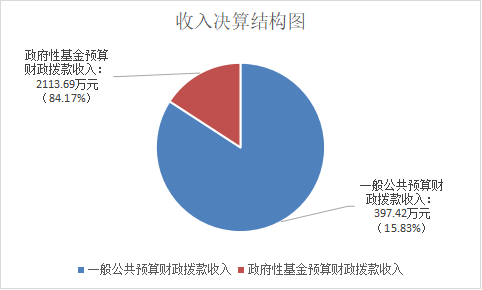 收入决算结构图
政府性基金预算
财政拨款收入：
2113.69万元
（84.17%）
一般公共预算财
政拨款收入：
397.42万元
（15.83%）
一般公共预算财政拨款收入
政府性基金预算财政拨款收入